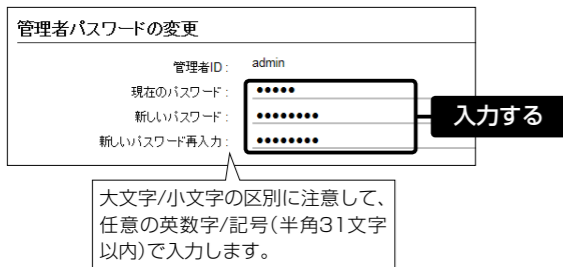 管理者パスワードの変更
管理者ID： admin
現在のパスワード： ●●●●●
新しいパスワード： ●●●●●●●●
新しいパスワード再入力： ●●●●●●●●
入力する
大文字/小文字の区別に注意して、
任意の英数字/記号(半角31文字
以内)で入力します。